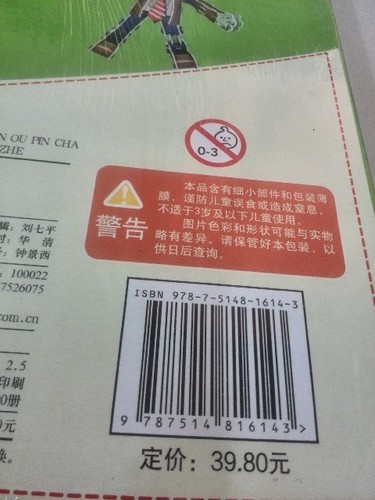 0-3
N OU PIN CHA
ZHE
警告
本品含有细小部件和包装薄
膜，谨防儿童误食或造成窒息，
不适于3岁及以下儿童使用。
图片色彩和形状可能与实物
略有差异。请保管好本包装，以
供日后查询。
辑：刘七平
华 清
钟景西
100022
7526075
com.cn
2.5
印刷
0册
0元
换。
ISBN 978-7-5148-1614-3
9 787514 816143 >
定价：39.80元